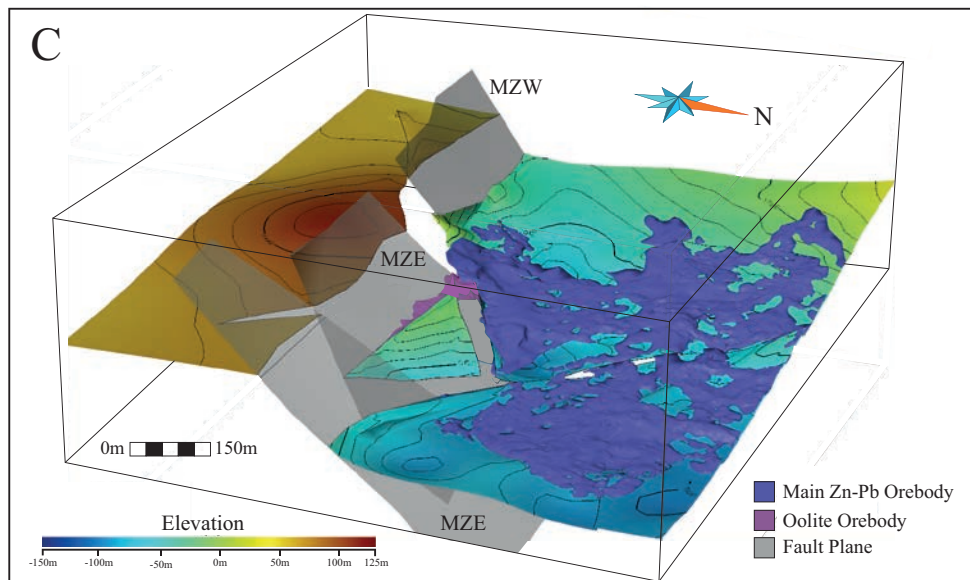 C
MZW
N
MZE
0m 150m
Main Zn-Pb Orebody
Oolite Orebody
Fault Plane
MZE
Elevation
-150m -100m -50m 0m 50m 100m 125m